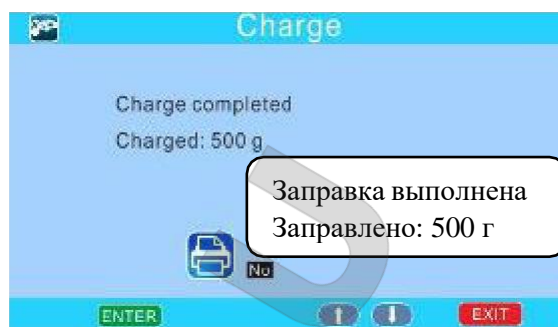 Charge
Charge completed
Charged: 500 g
Заправка выполнена
Заправлено: 500 г
No
ENTER
EXIT